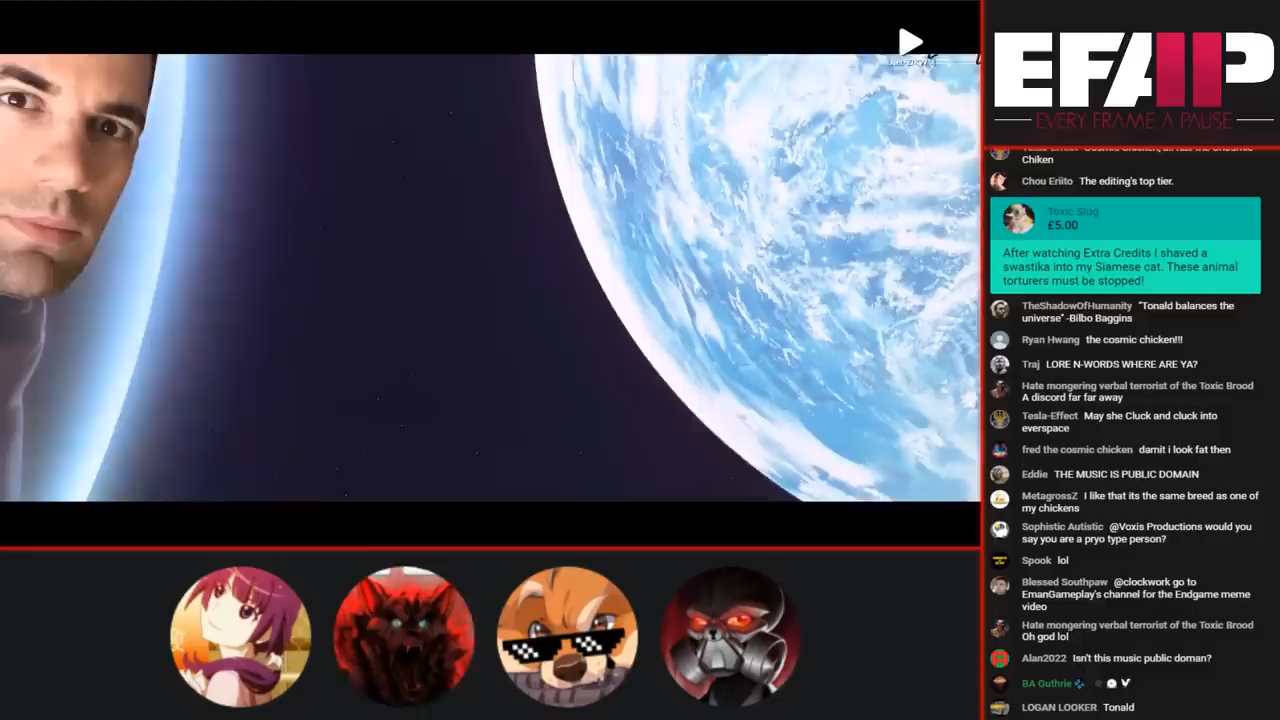 EFAP
EVERY FRAME A PAUSE
Chiken
Chou Eriito The editing's top tier.
Toxic Slug
£5.00
After watching Extra Credits I shaved a
swastika into my Siamese cat. These animal
torturers must be stopped!
TheShadowOfHumanity "Tonald balances the
universe" -Bilbo Baggins
Ryan Hwang the cosmic chicken!!!
Traj LORE N-WORDS WHERE ARE YA?
Hate mongering verbal terrorist of the Toxic Brood
A discord far far away
Tesla-Effect May she Cluck and cluck into
everspace
fred the cosmic chicken damit i look fat then
Eddie THE MUSIC IS PUBLIC DOMAIN
MetagrossZ I like that its the same breed as one of
my chickens
Sophistic Autistic @Voxis Productions would you
say you are a pryo type person?
Spook lol
Blessed Southpaw @clockwork go to
EmanGameplay's channel for the Endgame meme
video
Hate mongering verbal terrorist of the Toxic Brood
Oh god lol
Alan2022 Isn't this music public doman?
BA Guthrie
LOGAN LOOKER Tonald